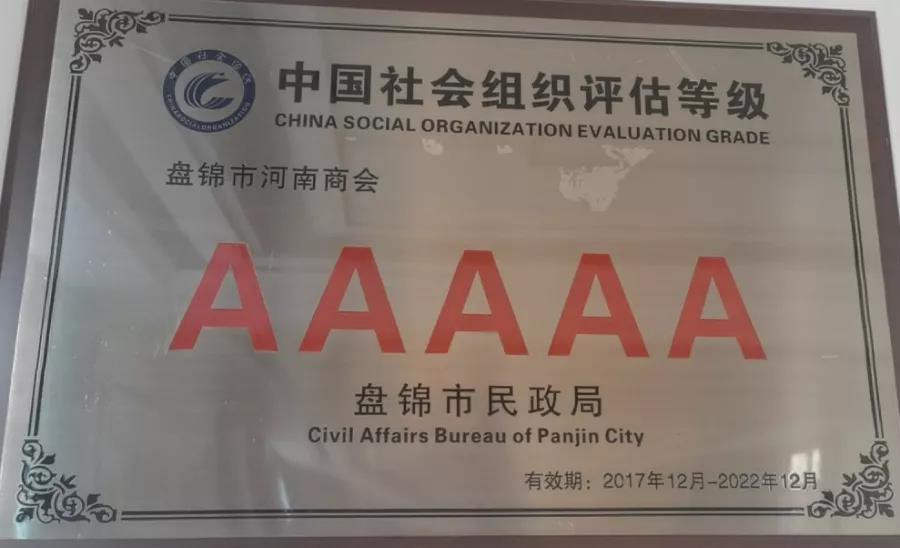 中国社会组织评估等级
CHINA SOCIAL ORGANIZATION EVALUATION GRADE
盘锦市河南商会
AAAAA
盘锦市民政局
Civil Affairs Bureau of Panjin City
有效期：2017年12月-2022年12月